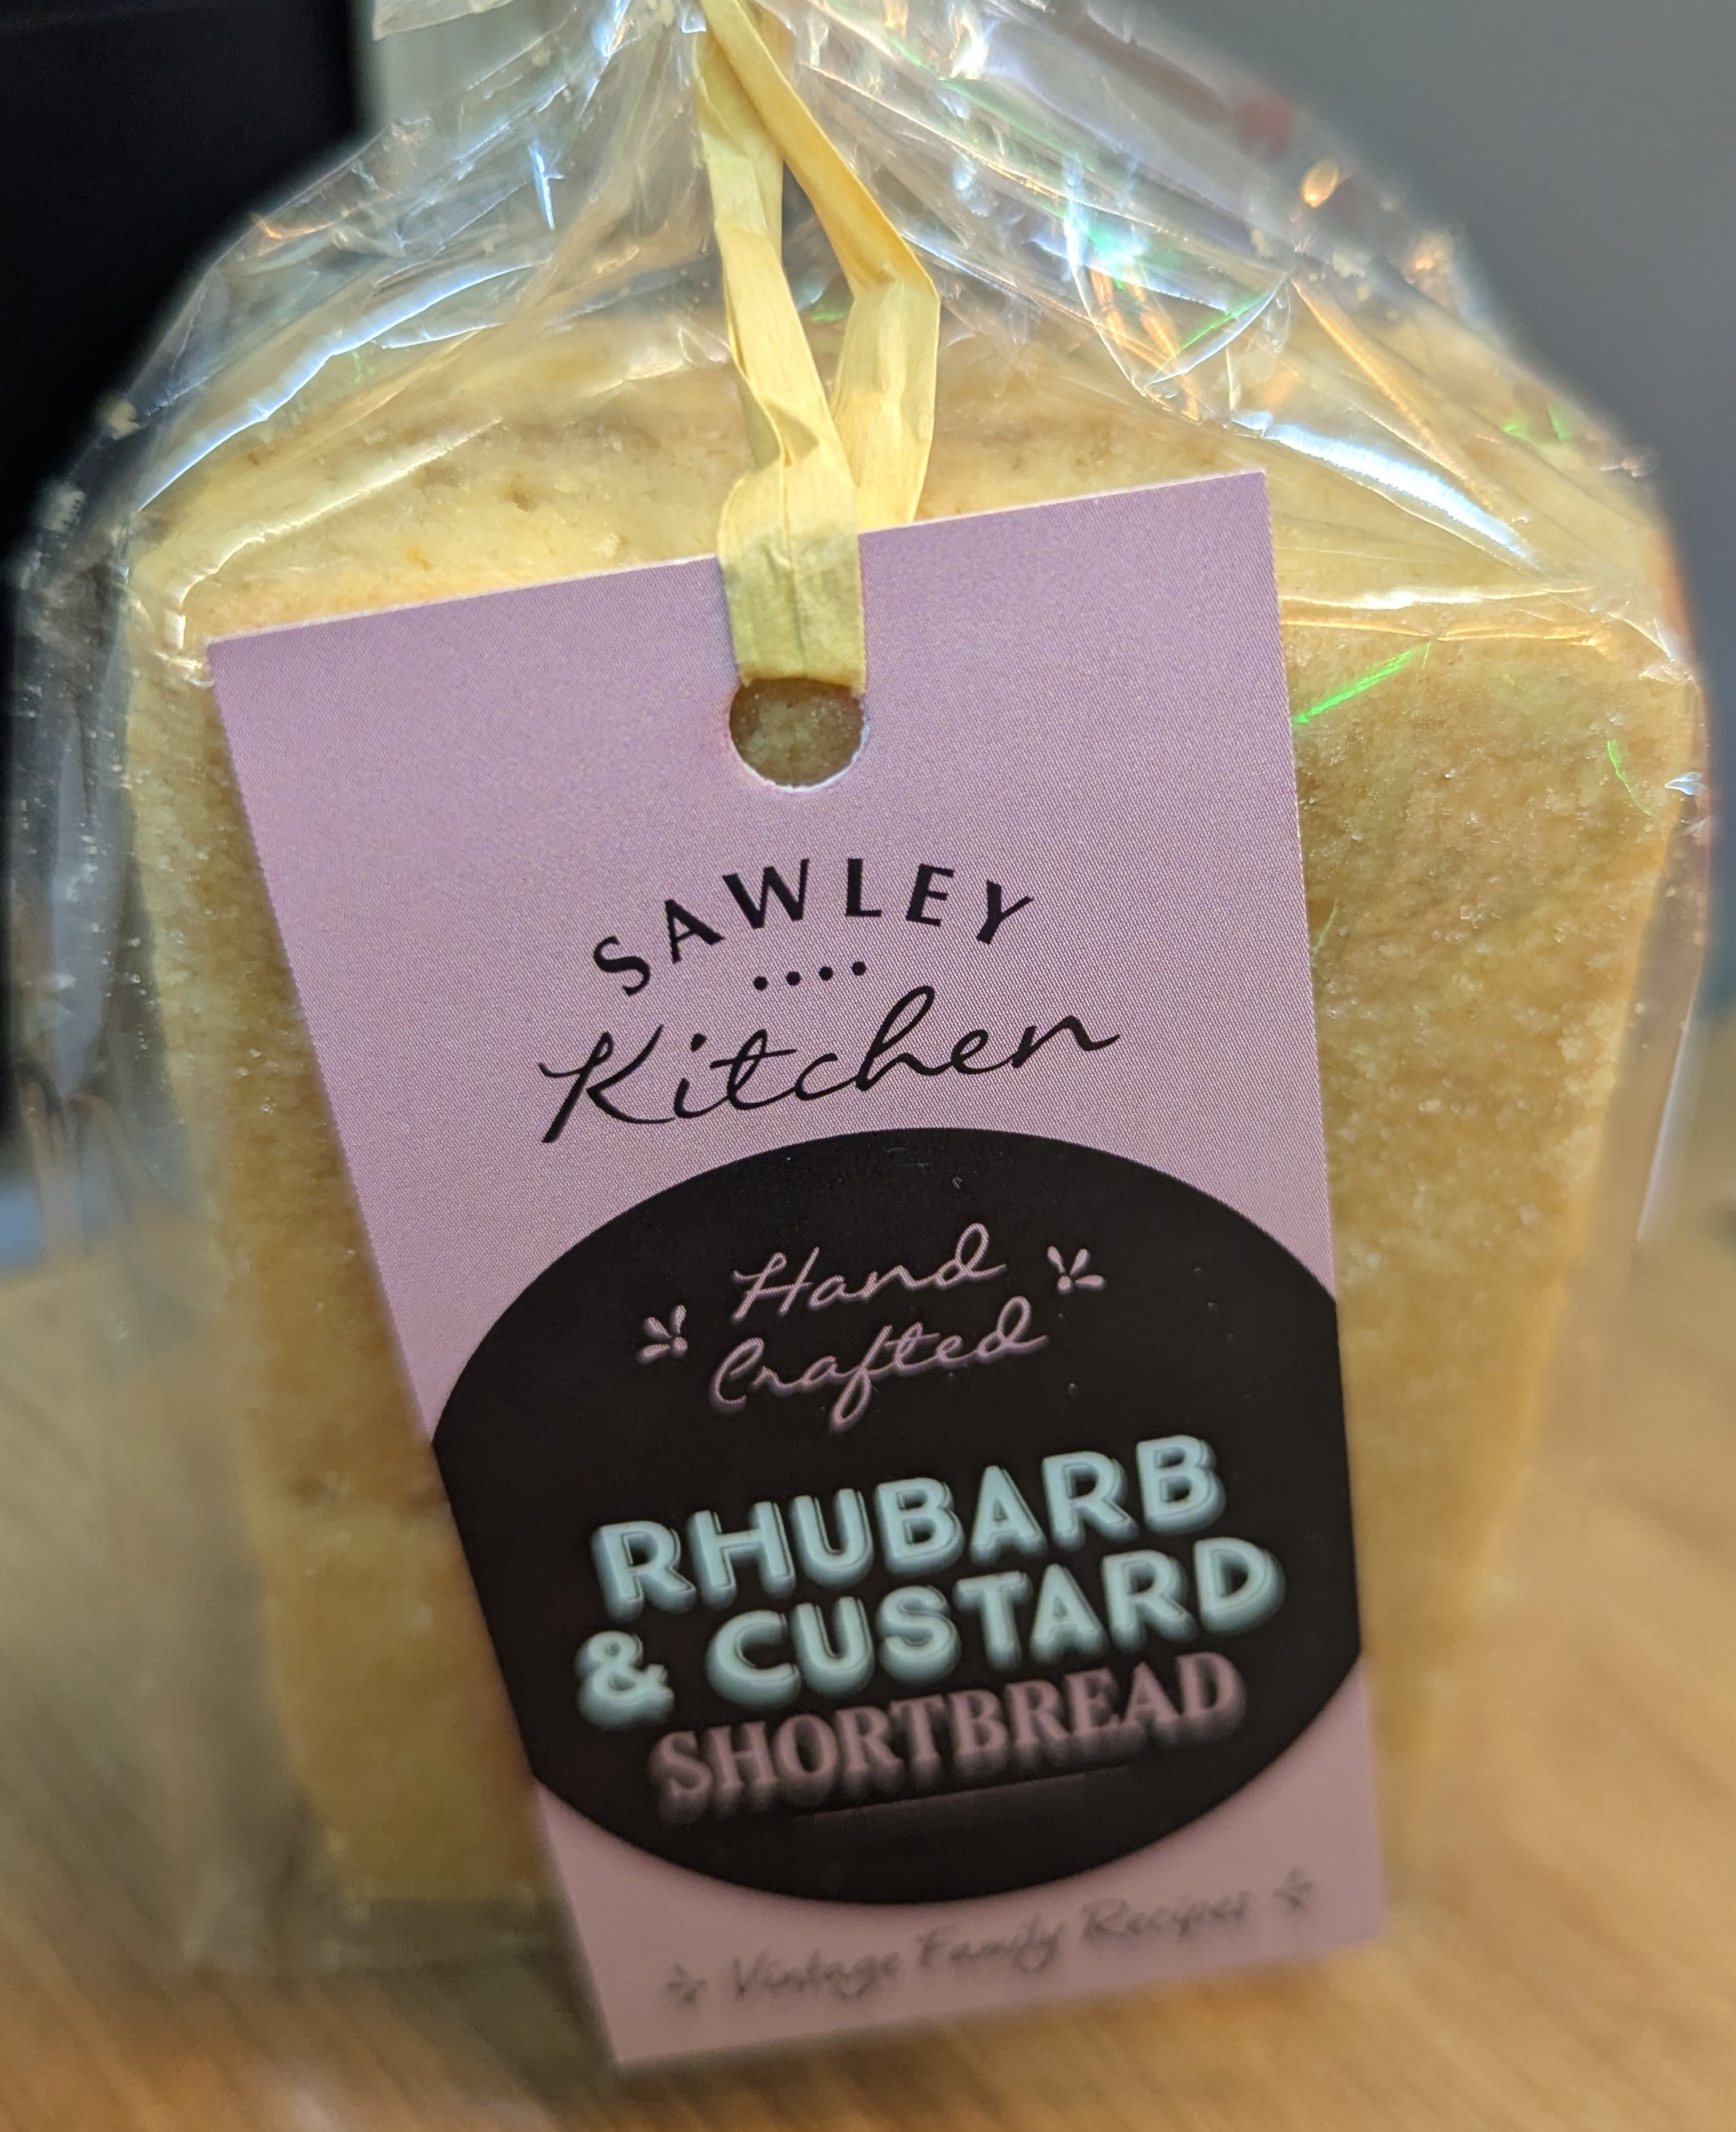 SAWLEY
Kitchen
Hand
Crafted
RHUBARB
& CUSTARD
SHORTBREAD
Vintage Family Recipes